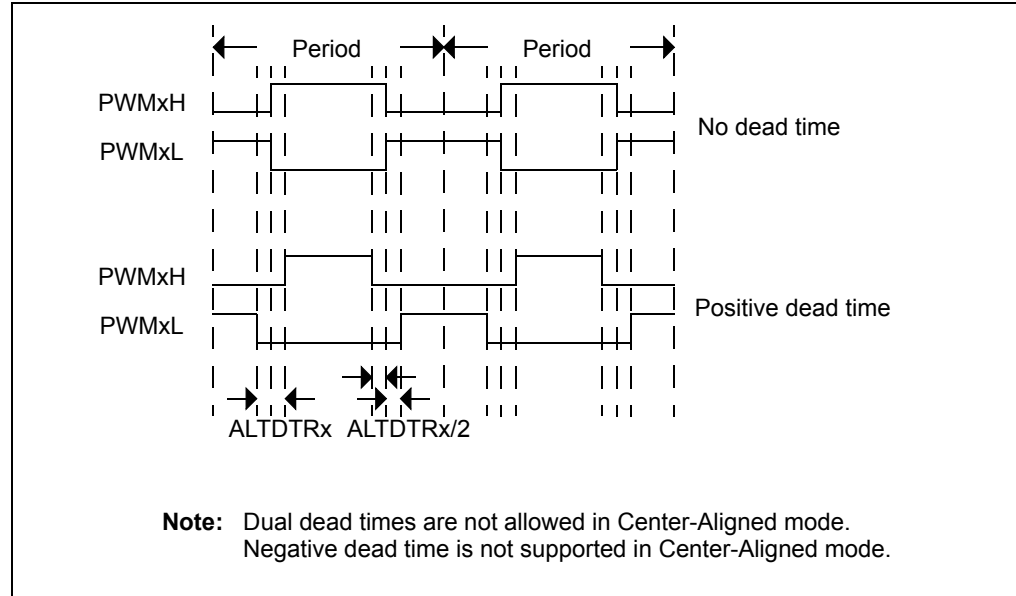 Period Period
PWMxH
No dead time
PWMxL
PWMxH
Positive dead time
PWMxL
ALTDTRx ALTDTRx/2
Note: Dual dead times are not allowed in Center-Aligned mode.
Negative dead time is not supported in Center-Aligned mode.